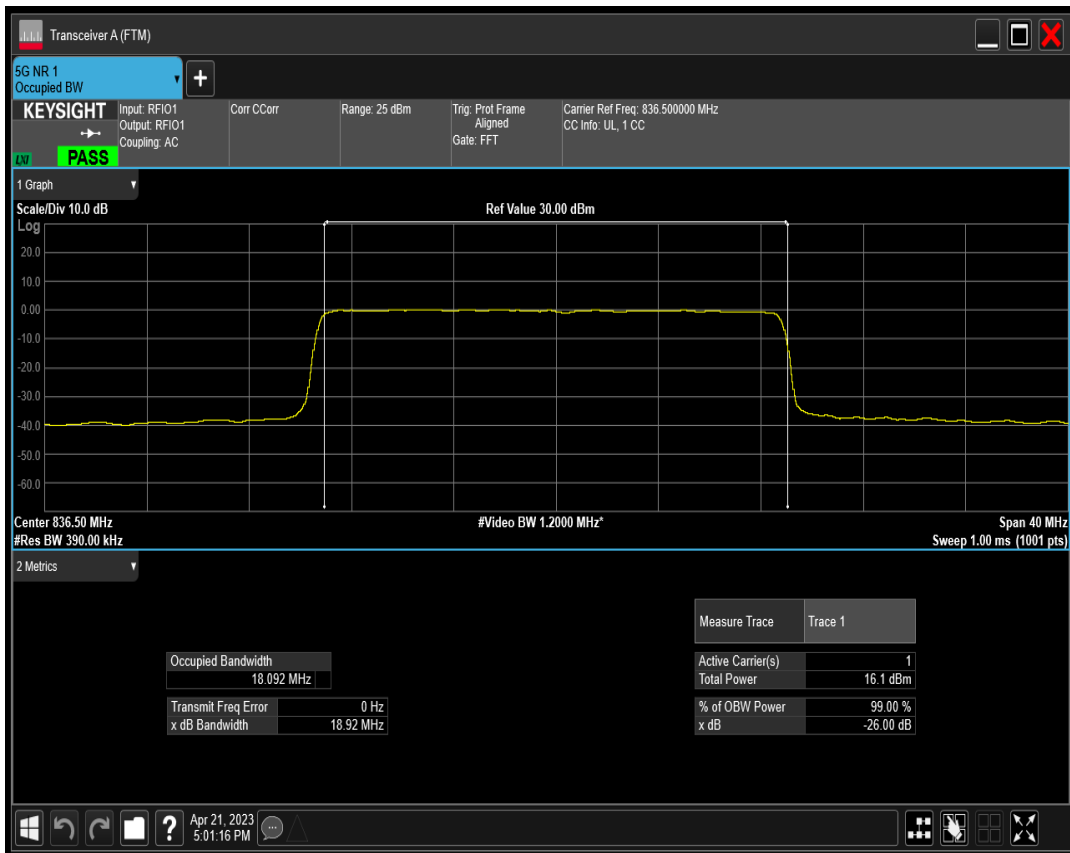 Transceiver A (FTM)
5G NR 1
Occupied BW
+
KEYSIGHT
LXI
PASS
Input: RFIO1
Output: RFIO1
Coupling: AC
Corr CCorr
Range: 25 dBm
Trig: Prot Frame
Aligned
Gate: FFT
Carrier Ref Freq: 836.500000 MHz
CC Info: UL, 1 CC
1 Graph
Scale/Div 10.0 dB
Ref Value 30.00 dBm
Log
20.0
10.0
0.00
-10.0
-20.0
-30.0
-40.0
-50.0
-60.0
Center 836.50 MHz
#Video BW 1.2000 MHz*
Span 40 MHz
#Res BW 390.00 kHz
Sweep 1.00 ms (1001 pts)
2 Metrics
Measure Trace Trace 1
Occupied Bandwidth
18.092 MHz
Active Carrier(s) 1
Total Power 16.1 dBm
Transmit Freq Error 0 Hz
x dB Bandwidth 18.92 MHz
% of OBW Power 99.00 %
x dB -26.00 dB
?
Apr 21, 2023
5:01:16 PM